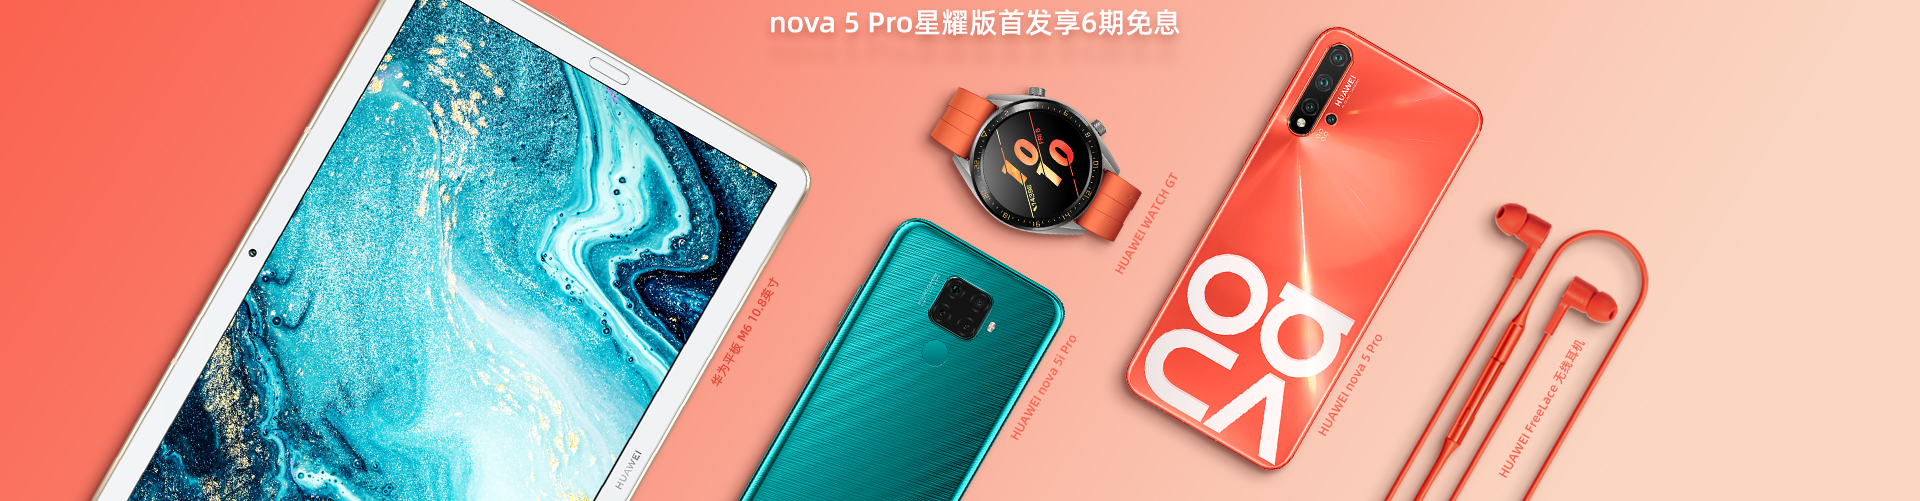 nova 5 Pro星耀版首发享6期免息
HUAWEI
华为平板 M6 10.8英寸
HUAWEI nova 5i Pro
HUAWEI WATCH GT
HUAWEI
nova
HUAWEI nova 5 Pro
HUAWEI FreeLace 无线耳机